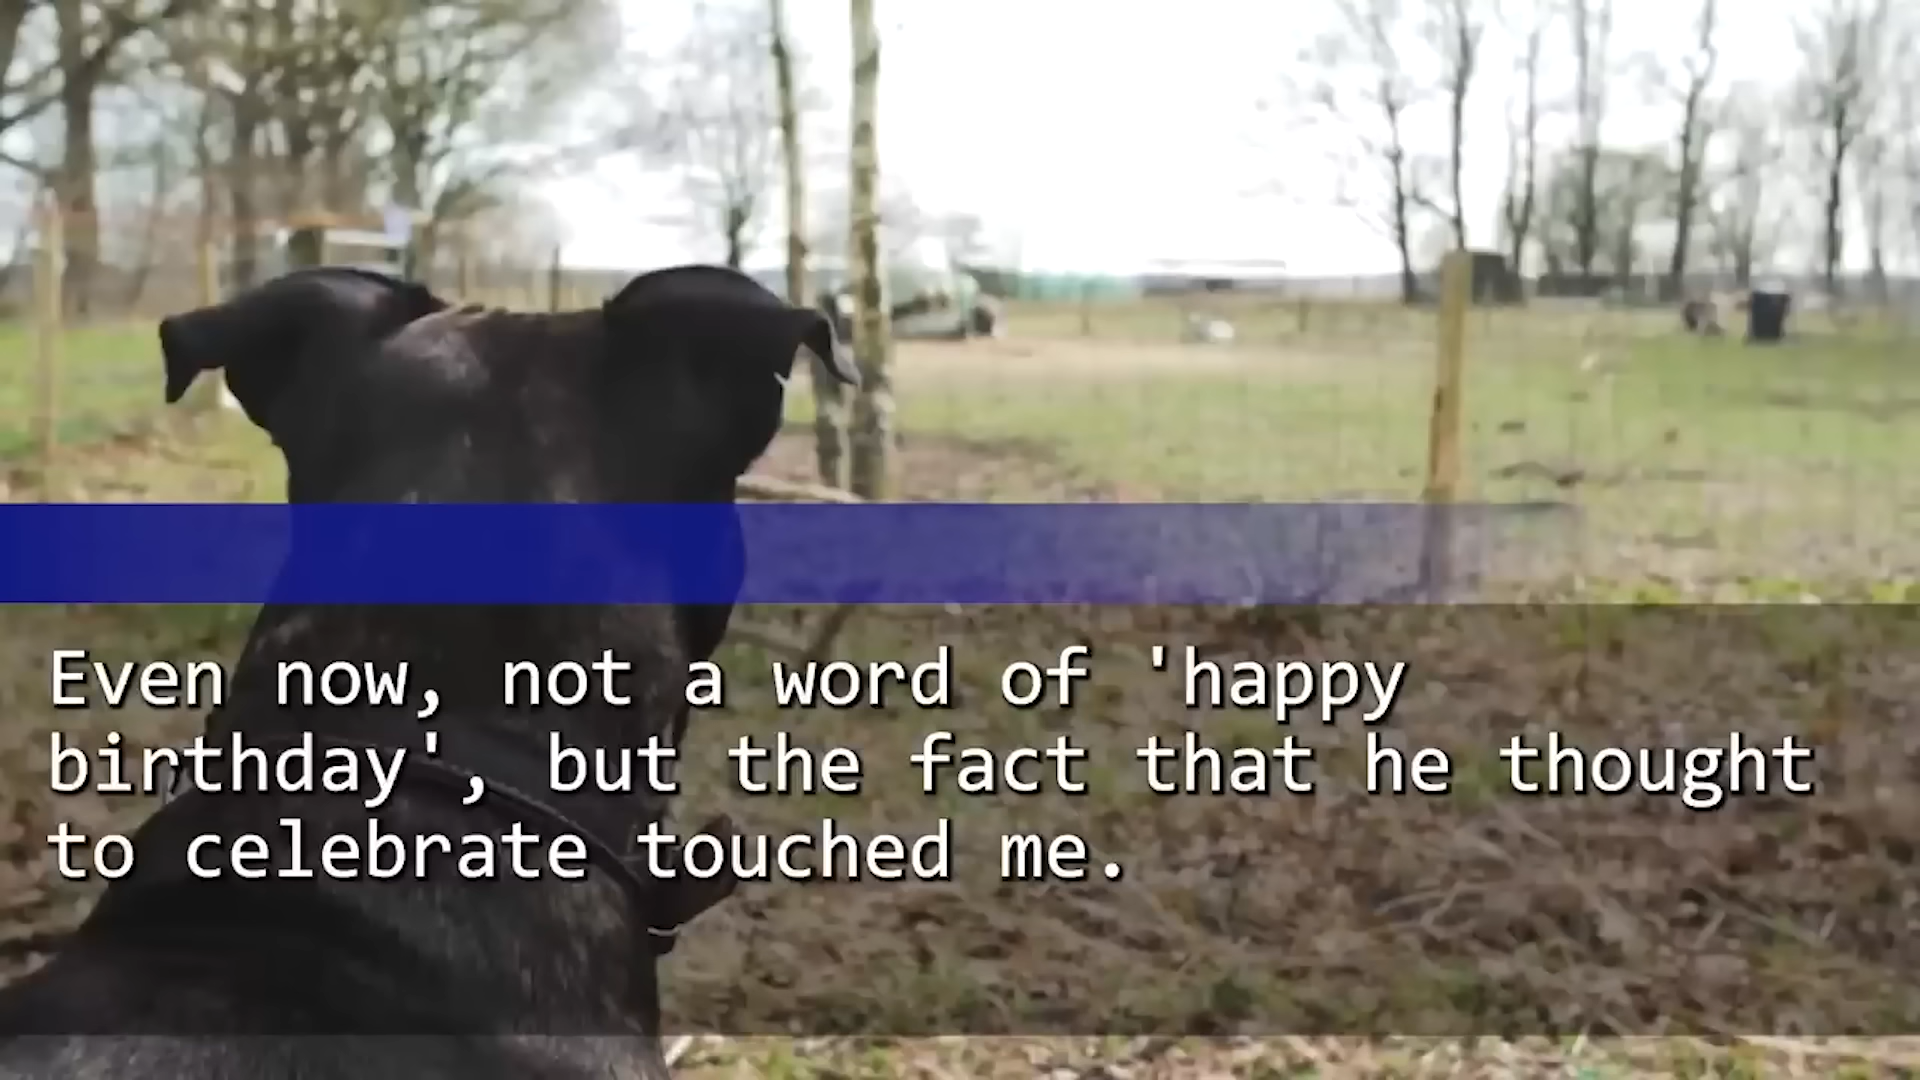 Even now, not a word of 'happy
birthday', but the fact that he thought
to celebrate touched me.